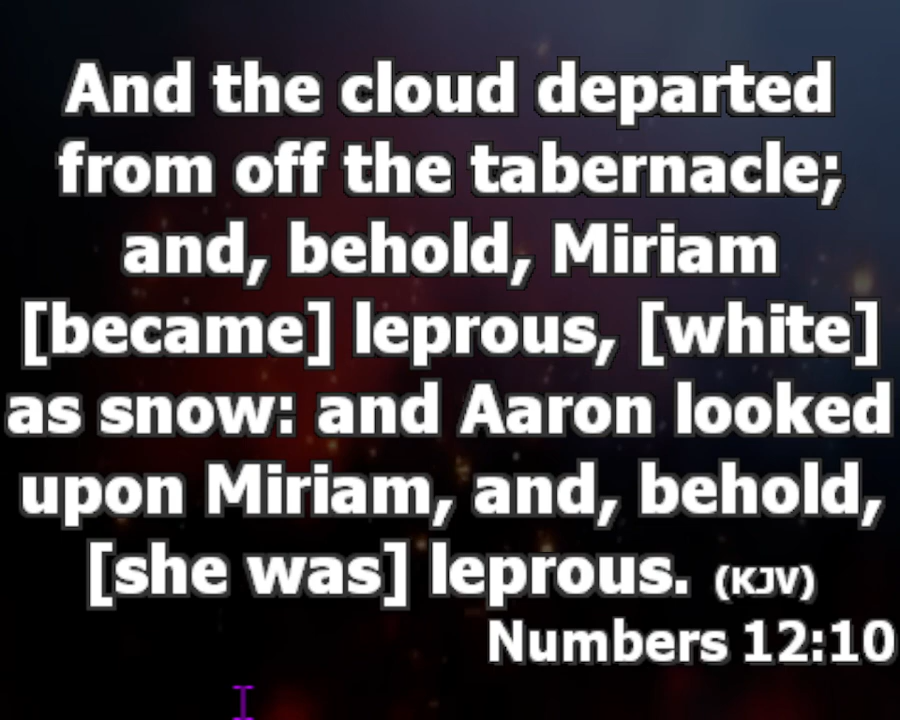 And the cloud departed
from off the tabernacle;
and, behold, Miriam
[became] leprous, [white]
as snow: and Aaron looked
upon Miriam, and, behold,
[she was] leprous. (KJV)
Numbers 12:10